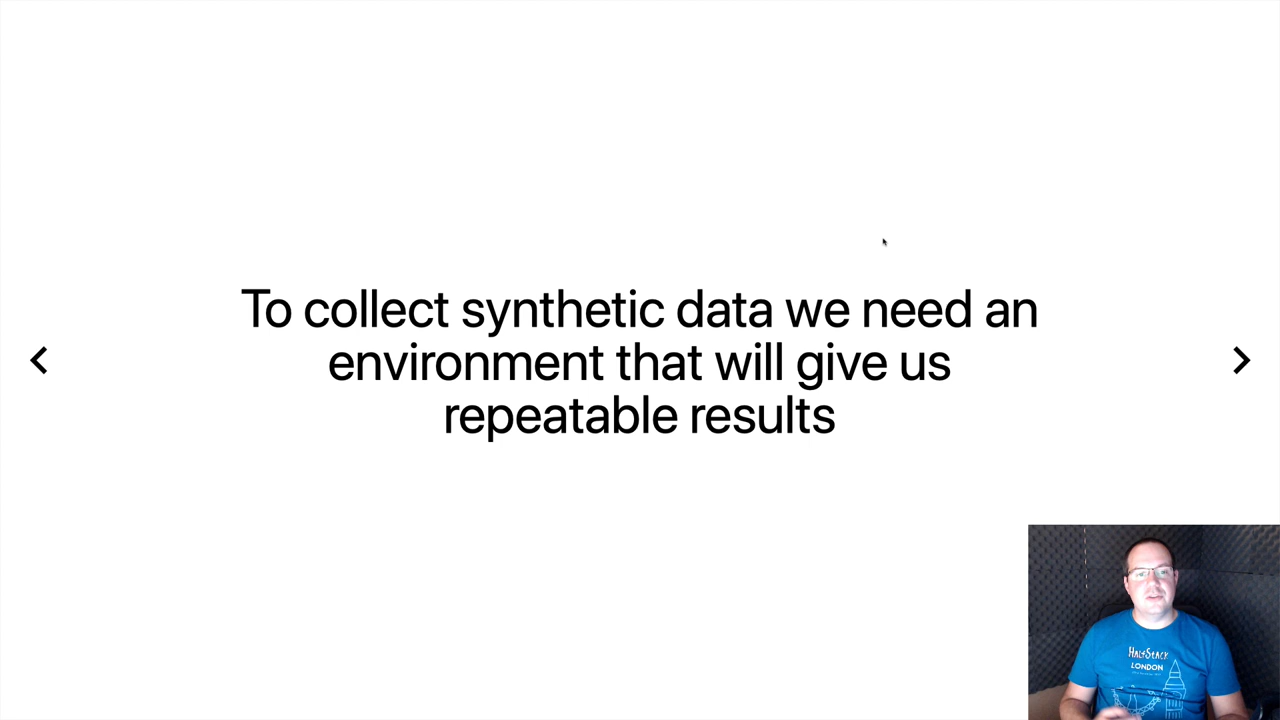 To collect synthetic data we need an
environment that will give us
repeatable results
HALFSTACK
LONDON